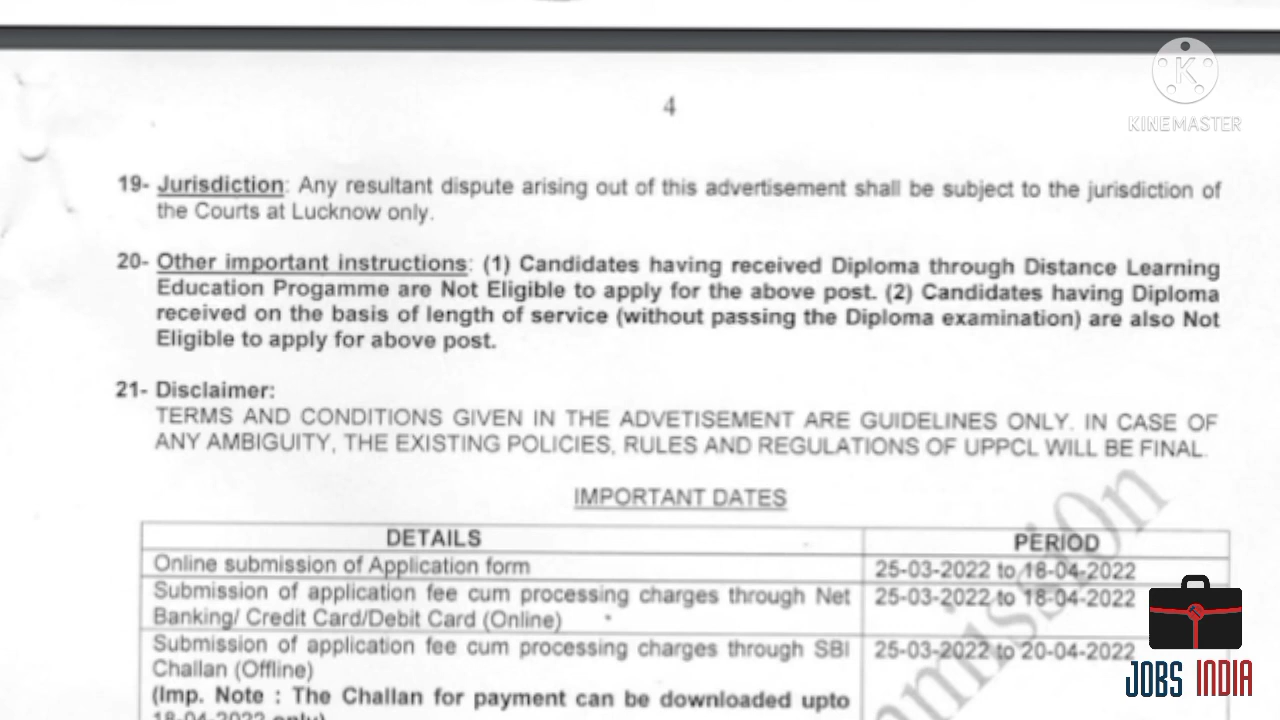 4
K
KINEMASTER
19- Jurisdiction: Any resultant dispute arising out of this advertisement shall be subject to the jurisdiction of
the Courts at Lucknow only.
20- Other important instructions: (1) Candidates having received Diploma through Distance Learning
Education Progamme are Not Eligible to apply for the above post. (2) Candidates having Diploma
received on the basis of length of service (without passing the Diploma examination) are also Not
Eligible to apply for above post.
21- Disclaimer:
TERMS AND CONDITIONS GIVEN IN THE ADVETISEMENT ARE GUIDELINES ONLY. IN CASE OF
ANY AMBIGUITY, THE EXISTING POLICIES, RULES AND REGULATIONS OF UPPCL WILL BE FINAL.
IMPORTANT DATES
DETAILS PERIOD
Online submission of Application form 25-03-2022 to 18-04-2022
Submission of application fee cum processing charges through Net 25-03-2022 to 18-04-2022
Banking/ Credit Card/Debit Card (Online)
Submission of application fee cum processing charges through SBI 25-03-2022 to 20-04-2022
Challan (Offline)
(Imp. Note : The Challan for payment can be downloaded upto
18-04-2022 only)
JOBS INDIA